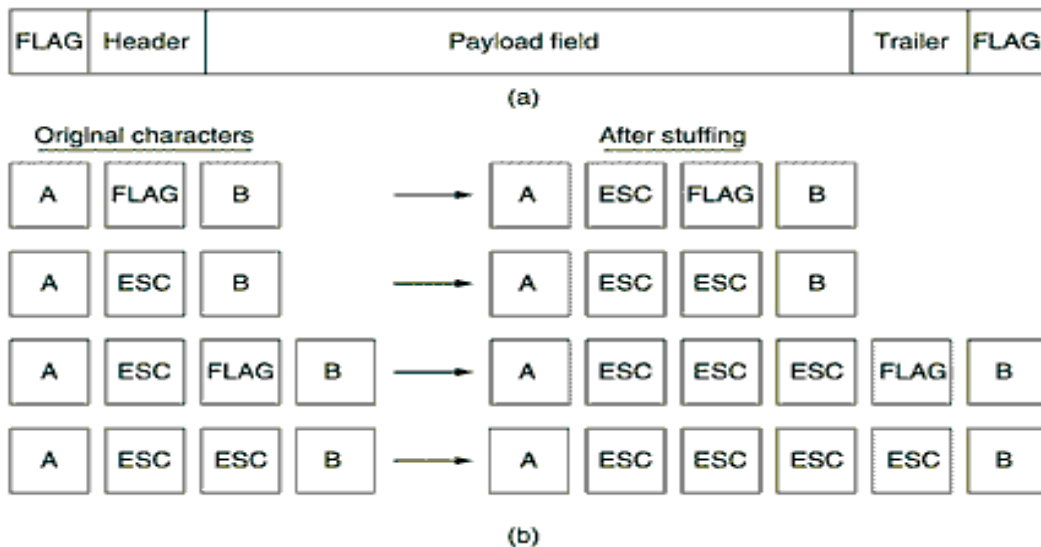 FLAG Header Payload field Trailer FLAG
(a)
Original characters After stuffing
A FLAG B A ESC FLAG B
A ESC B A ESC ESC B
A ESC FLAG B A ESC ESC ESC FLAG B
A ESC ESC B A ESC ESC ESC ESC B
(b)